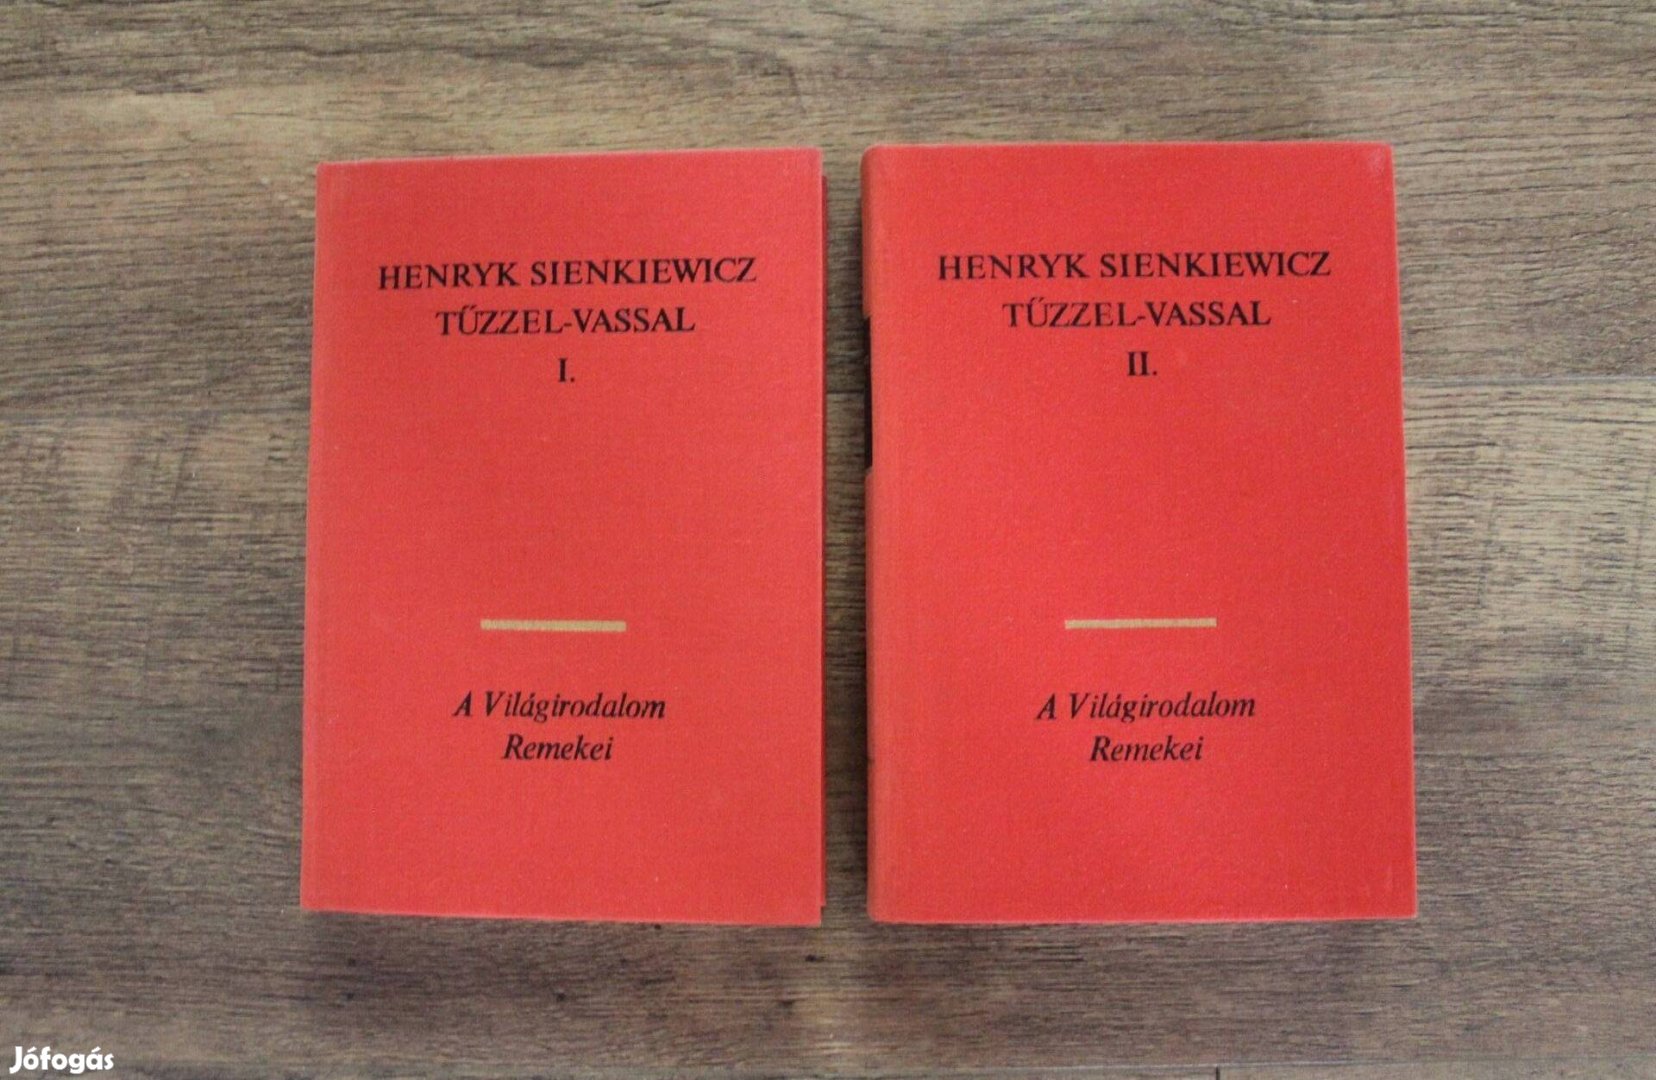 HENRYK SIENKIEWICZ
TŰZZEL-VASSAL
I.
A Világirodalom
Remekei
HENRYK SIENKIEWICZ
TŰZZEL-VASSAL
II.
A Világirodalom
Remekei
Jófogás